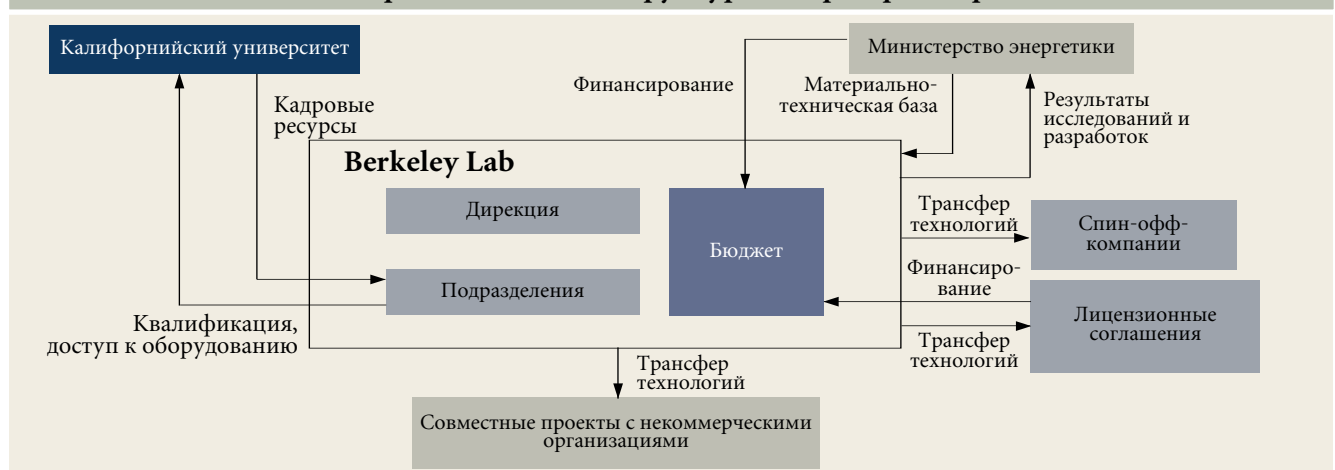 Калифорнийский университет
Министерство энергетики
Финансирование
Материально-
техническая база
Результаты
исследований и
разработок
Кадровые
ресурсы
Berkeley Lab
Дирекция
Бюджет
Подразделения
Трансфер
технологий
Спин-офф-
компании
Финансиро-
вание
Лицензионные
соглашения
Трансфер
технологий
Квалификация,
доступ к оборудованию
Трансфер
технологий
Совместные проекты с некоммерческими
организациями